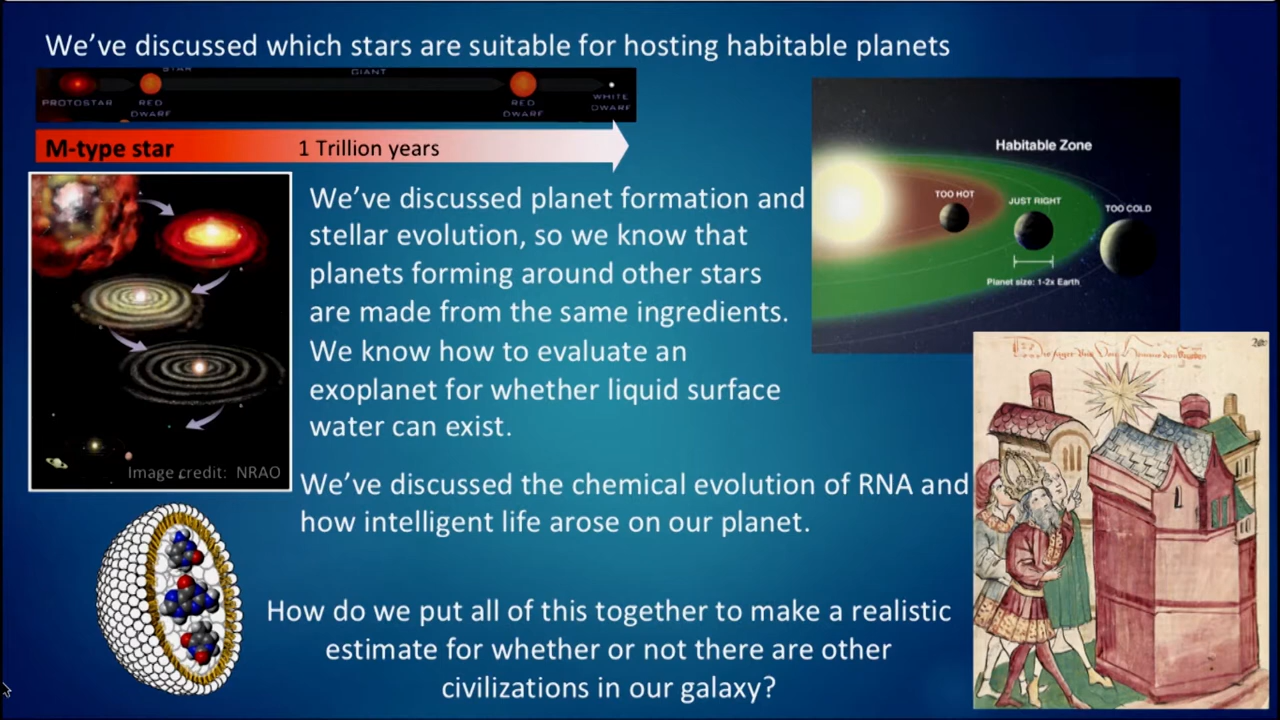 We've discussed which stars are suitable for hosting habitable planets
STAR
GIANT
PROTOSTAR
RED
DWARF
RED
DWARF
WHITE
DWARF
M-type star
1 Trillion years
Habitable Zone
TOO HOT
JUST RIGHT
TOO COLD
Planet size: 1-2x Earth
We've discussed planet formation and
stellar evolution, so we know that
planets forming around other stars
are made from the same ingredients.
We know how to evaluate an
exoplanet for whether liquid surface
water can exist.
Image credit: NRAO
We've discussed the chemical evolution of RNA and
how intelligent life arose on our planet.
How do we put all of this together to make a realistic
estimate for whether or not there are other
civilizations in our galaxy?